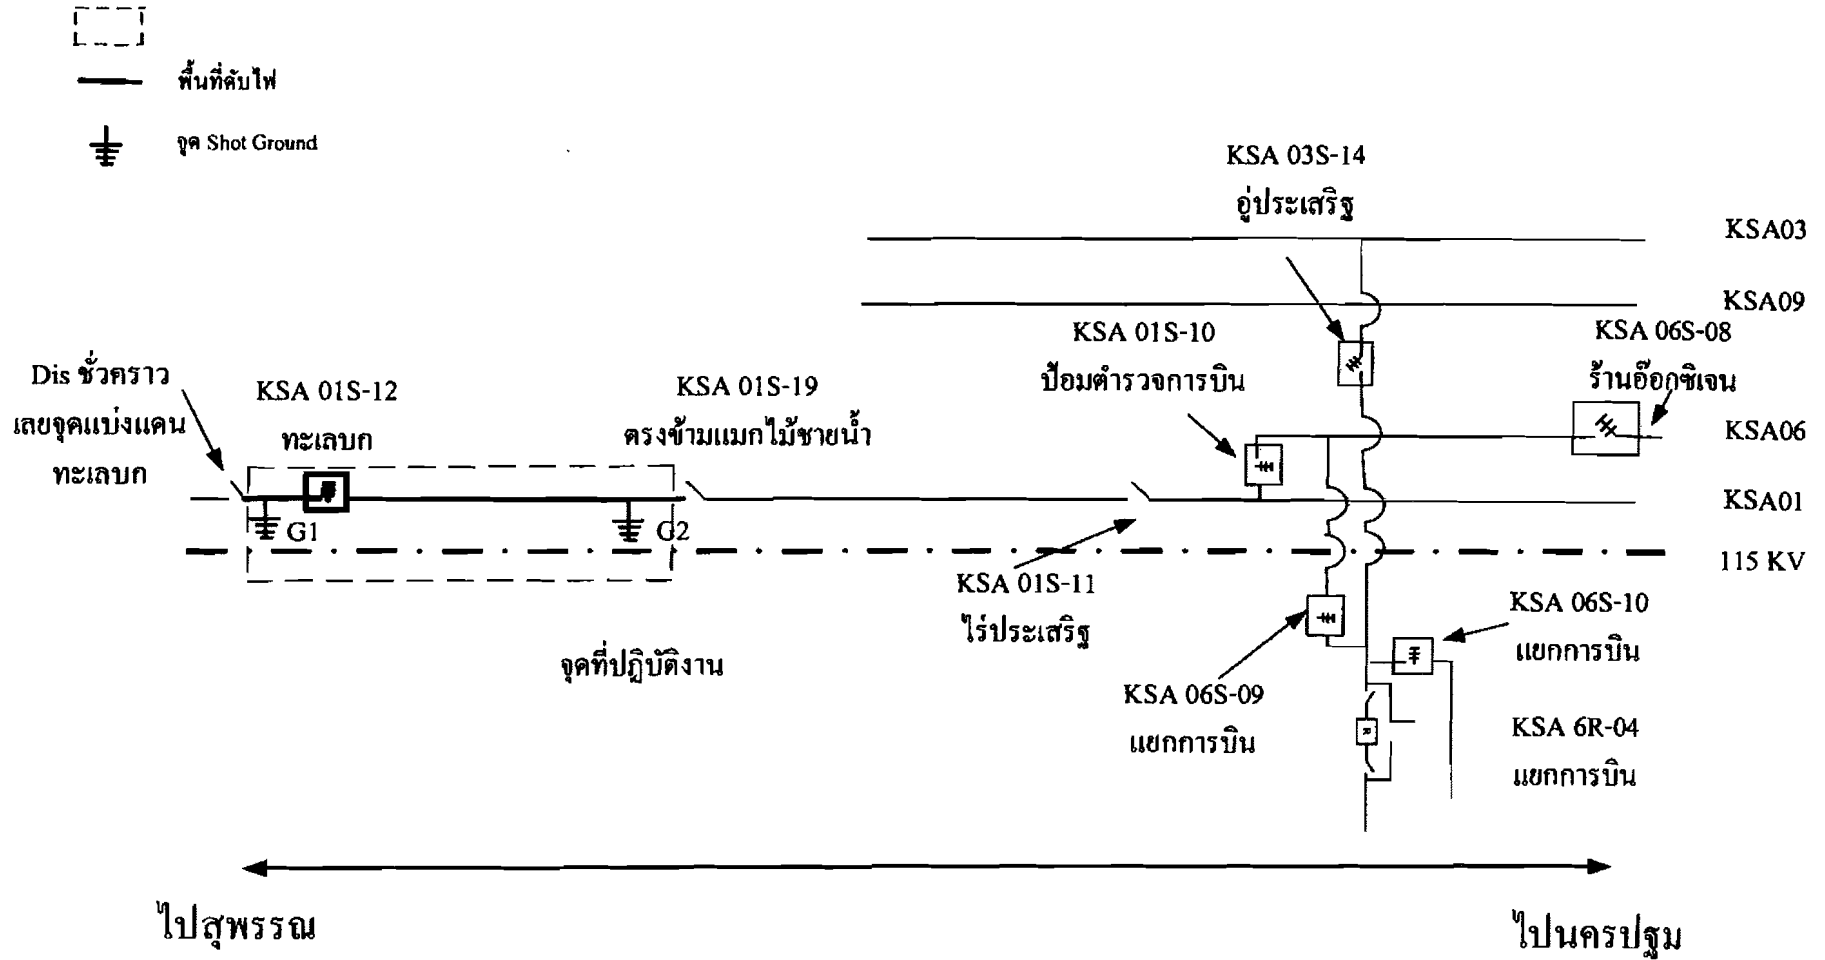 พื้นที่ดับไฟ
จุด Shot Ground
KSA 03S-14
อู่ประเสริฐ
KSA03
KSA09
KSA 01S-10
ป้อมตำรวจการบิน
KSA 06S-08
ร้านอ๊อกซิเจน
Dis ชั่วคราว
เลยจุดแบ่งแดน
ทะเลบก
KSA 01S-12
ทะเลบก
KSA 01S-19
ตรงข้ามแมกไม้ชายน้ำ
KSA06
KSA01
G1
G2
115 KV
KSA 01S-11
ไร่ประเสริฐ
KSA 06S-10
แยกการบิน
จุดที่ปฏิบัติงาน
KSA 06S-09
แยกการบิน
R
KSA 6R-04
แยกการบิน
ไปสุพรรณ
ไปนครปฐม